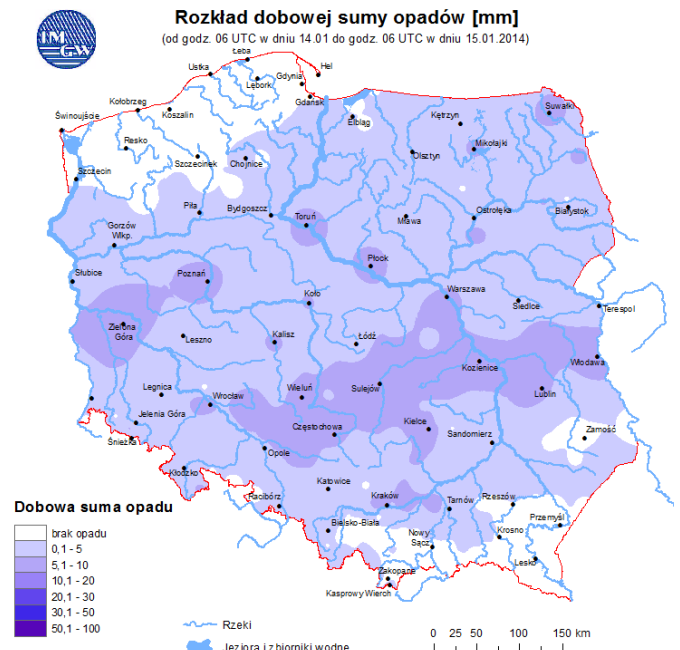 IM
GW
Rozkład dobowej sumy opadów [mm]
(od godz. 06 UTC w dniu 14.01 do godz. 06 UTC w dniu 15.01.2014)
Łeba
Ustka
Hel
Gdynia
Lębork
Gdańsk
Kołobrzeg
Koszalin
Świnoujście
Elbląg
Kętrzyn
Suwałki
Resko
Szczecinek
Chojnice
Olsztyn
Mikołajki
Szczecin
Piła
Bydgoszcz
Toruń
Mława
Ostrołęka
Białystok
Gorzów
Wlkp.
Płock
Słubice
Poznań
Koło
Warszawa
Siedlce
Terespol
Zielona
Góra
Leszno
Kalisz
Łódź
Włodawa
Kozienice
Legnica
Wrocław
Wieluń
Sulejów
Lublin
Jelenia Góra
Śnieżka
Częstochowa
Kielce
Sandomierz
Zamość
Opole
Kłodzko
Katowice
Racibórz
Kraków
Tarnów
Rzeszów
Przemyśl
Bielsko-Biała
Nowy
Sącz
Krosno
Lesko
Zakopane
Kasprowy Wierch
Dobowa suma opadu
brak opadu
0,1 - 5
5,1 - 10
10,1 - 20
20,1 - 30
30,1 - 50
50,1 - 100
Rzeki
Jeziora i zbiorniki wodne
0 25 50 100 150 km